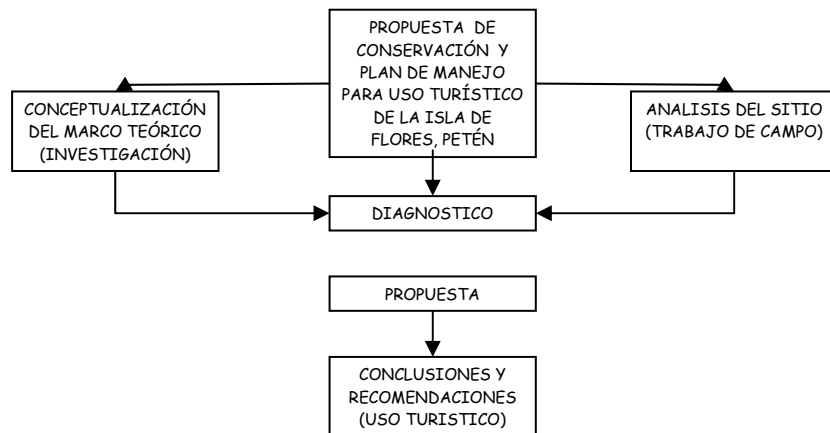 PROPUESTA DE
CONSERVACIÓN Y
PLAN DE MANEJO
PARA USO TURÍSTICO
DE LA ISLA DE
FLORES, PETÉN
CONCEPTUALIZACIÓN
DEL MARCO TEÓRICO
(INVESTIGACIÓN)
ANALISIS DEL SITIO
(TRABAJO DE CAMPO)
DIAGNOSTICO
PROPUESTA
CONCLUSIONES Y
RECOMENDACIONES
(USO TURISTICO)